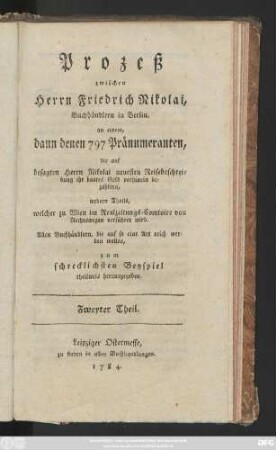 Prozeß
zwischen
Herrn Friedrich Nikolai,
Buchhändlern in Berlin,
an einem,
dann denen 797 Pränumeranten,
die auf
besagten Herrn Nikolai neuesten Reisebeschrei-
bung ihr baares Geld voraus be-
zahlten,
andern Theils,
welcher zu Wien im Realzeitungs-Comtoire von
Rechtswegen verführet wird.
Allen Buchhändlern, die auf so eine Art reich wer-
den wollen,
zum
schrecklichsten Beyspiel
herausgegeben.
Zweyter Theil.
Leipziger Ostermesse,
zu finden in allen Buchhandlungen.
1784.